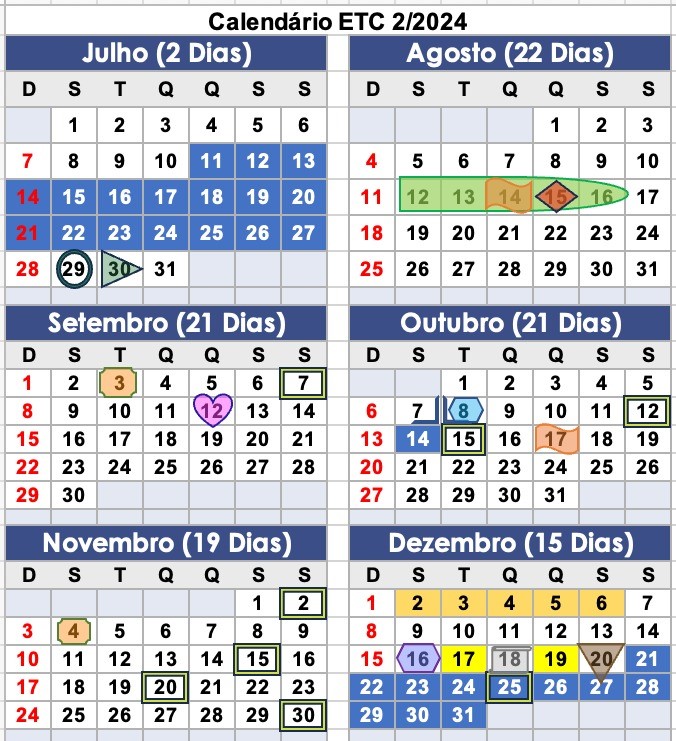 Calendário ETC 2/2024
Julho (2 Dias)
D S T Q Q S S
1 2 3 4 5 6
7 8 9 10 11 12 13
14 15 16 17 18 19 20
21 22 23 24 25 26 27
28 29 30 31
Agosto (22 Dias)
D S T Q Q S S
1 2 3
4 5 6 7 8 9 10
11 12 13 14 15 16 17
18 19 20 21 22 23 24
25 26 27 28 29 30 31
Setembro (21 Dias)
D S T Q Q S S
1 2 3 4 5 6 7
8 9 10 11 12 13 14
15 16 17 19 20 21
22 23 24 25 26 27 28
29 30
Outubro (21 Dias)
D S T Q Q S S
1 2 3 4 5
6 7 8 9 10 11 12
13 14 15 16 17 18 19
20 21 22 23 24 25 26
27 28 29 30 31
Novembro (19 Dias)
D S T Q Q S S
1 2
3 4 5 6 7 8 9
10 11 12 13 14 15 16
17 18 19 20 21 22 23
24 25 26 27 28 29 30
Dezembro (15 Dias)
D S T Q Q S S
1 2 3 4 5 6 7
8 9 10 11 12 13 14
15 16 17 18 19 20 21
22 23 24 25 26 27 28
29 30 31